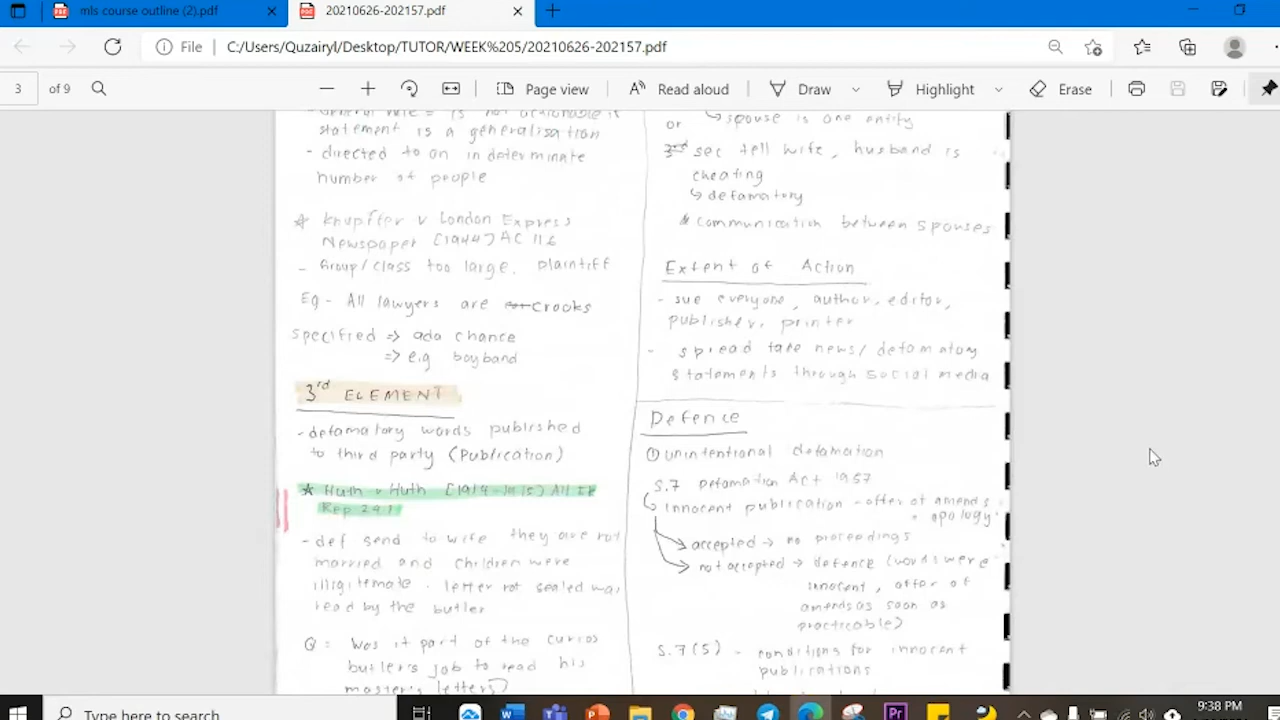 mls course outline (2).pdf
20210626-202157.pdf
File
C:/Users/Quzairyl/Desktop/TUTOR/WEEK%205/20210626-202157.pdf
3 of 9
Page view
Read aloud
Draw
Highlight
Erase
statement is a generalisation
- directed to an indeterminate
number of people
* Knupffer v London Express
Newspaper [1944] AC 116
- Group/class too large. plaintiff
Eg - All lawyers are crooks
specified => ada chance
=> e.g boyband
3rd ELEMENT
- defamatory words published
to third party (Publication)
* Huth v Huth [1914-1915] All ER
Rep 24
- def send to wife they are not
married and children were
illigitemate. letter not sealed was
read by the butler
Q: Was it part of the curios
butler's job to read his
master's letters?
↳ spouse is one entity
or
3rd sec tell wife, husband is
cheating
↳ defamatory
* communication between spouses
Extent of Action
- sue everyone, author, editor,
publisher, printer
- spread fake news/ defamatory
statements through social media
Defence
① unintentional defamation
S.7 Defamation Act 1957
↳ innocent publication - offer of amends
+ apology
accepted → no proceedings
not accepted → defence (words were
innocent, offer of
amends as soon as
practicable)
S.7(5) - conditions for innocent
publications
Type here to search
9:38 PM